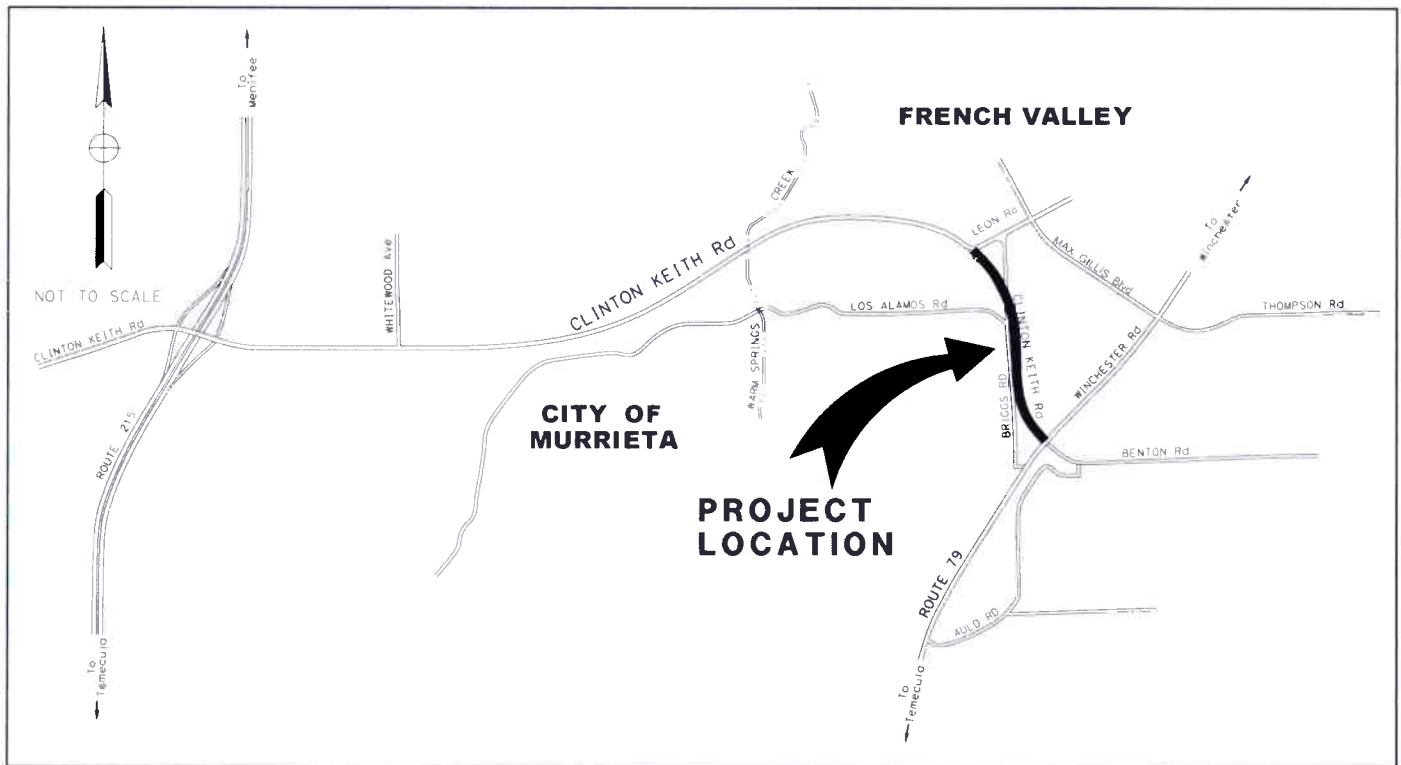 To
Menifee
FRENCH VALLEY
CREEK
LEON Rd
To
Winchester
MAX GILLIS Blvd
NOT TO SCALE
WHITEWOOD Ave
CLINTON KEITH Rd
LOS ALAMOS Rd
THOMPSON Rd
CLINTON KEITH Rd
CLINTON KEITH Rd
WINCHESTER Rd
WARM SPRINGS
BRIGGS RD
CITY OF
MURRIETA
ROUTE 215
BENTON Rd
PROJECT
LOCATION
ROUTE 79
AULD RD
To
Temecula
To
Temecula